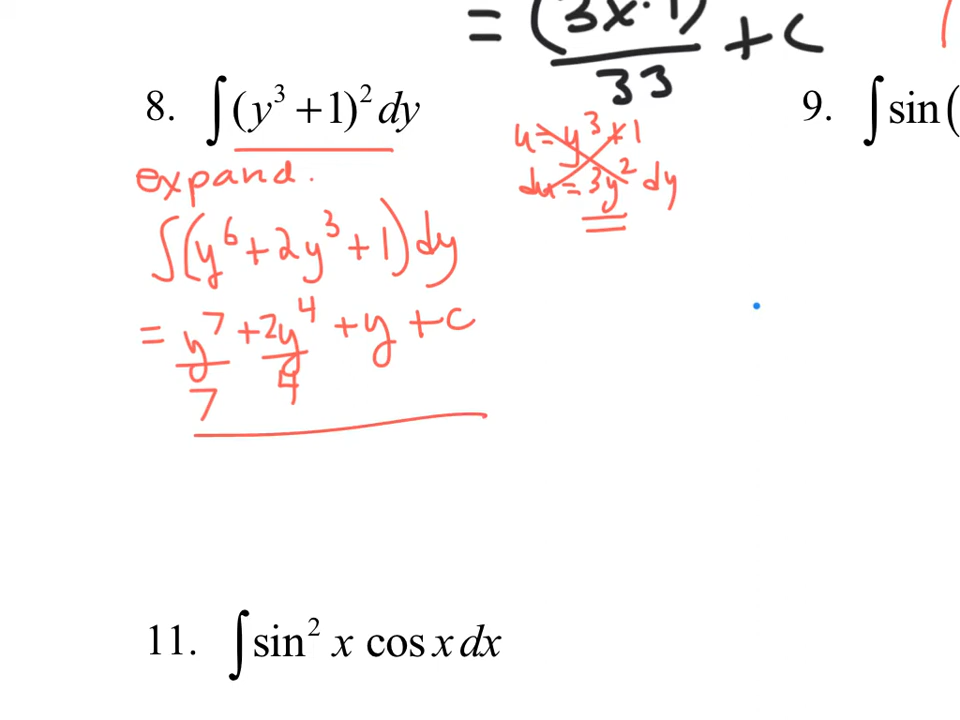 = (3x·1) + C
33
8. ∫(y³ + 1)² dy
9. ∫sin(
u = y³ + 1
du = 3y² dy
expand.
∫(y⁶ + 2y³ + 1) dy
= y⁷/7 + 2y⁴/4 + y + C
11. ∫sin² x cos x dx